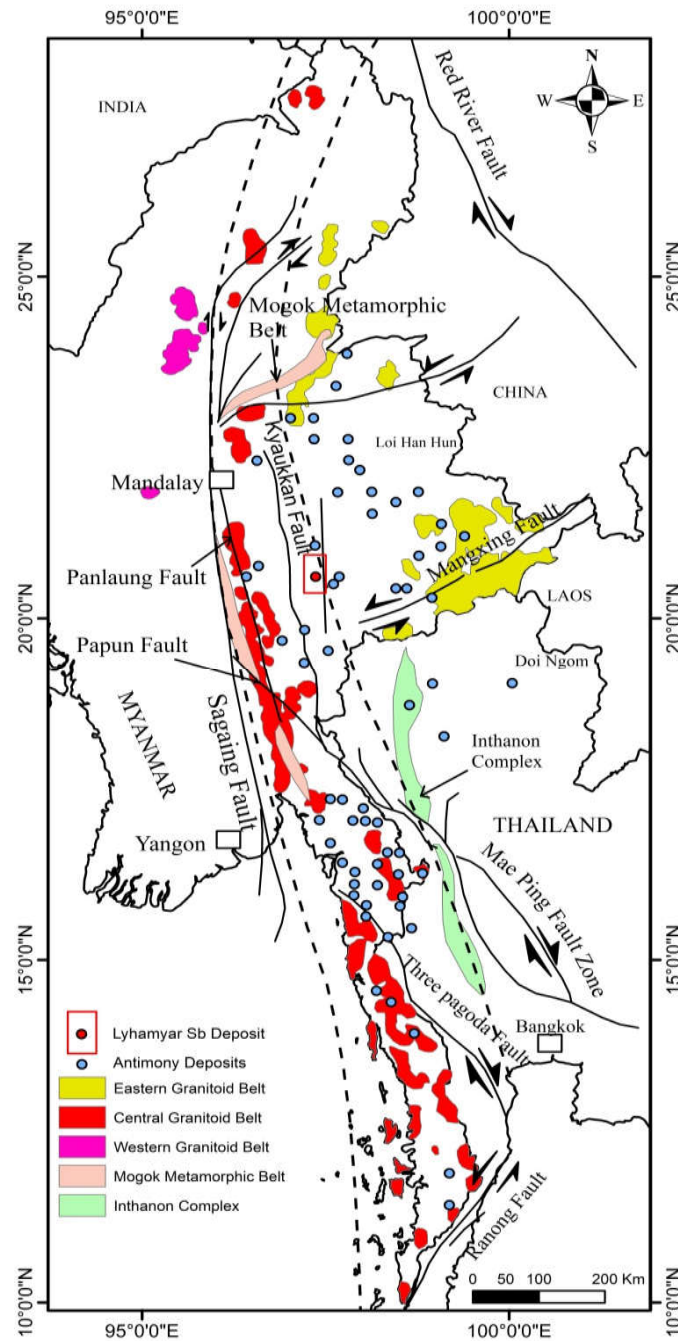 95°0'0"E
100°0'0"E
N
W
E
S
INDIA
Red River Fault
25°0'0"N
25°0'0"N
Mogok Metamorphic
Belt
CHINA
Loi Han Hun
Kyaukkan Fault
Mandalay
Mangxing Fault
Panlaung Fault
LAOS
20°0'0"N
20°0'0"N
Papun Fault
Doi Ngom
MYANMAR
Sagaing Fault
Inthanon
Complex
THAILAND
Yangon
Mae Ping Fault Zone
15°0'0"N
15°0'0"N
Three pagoda Fault
Bangkok
Lyhamyar Sb Deposit
Antimony Deposits
Eastern Granitoid Belt
Central Granitoid Belt
Western Granitoid Belt
Mogok Metamorphic Belt
Inthanon Complex
Ranong Fault
0 50 100 200 Km
10°0'0"N
10°0'0"N
95°0'0"E
100°0'0"E